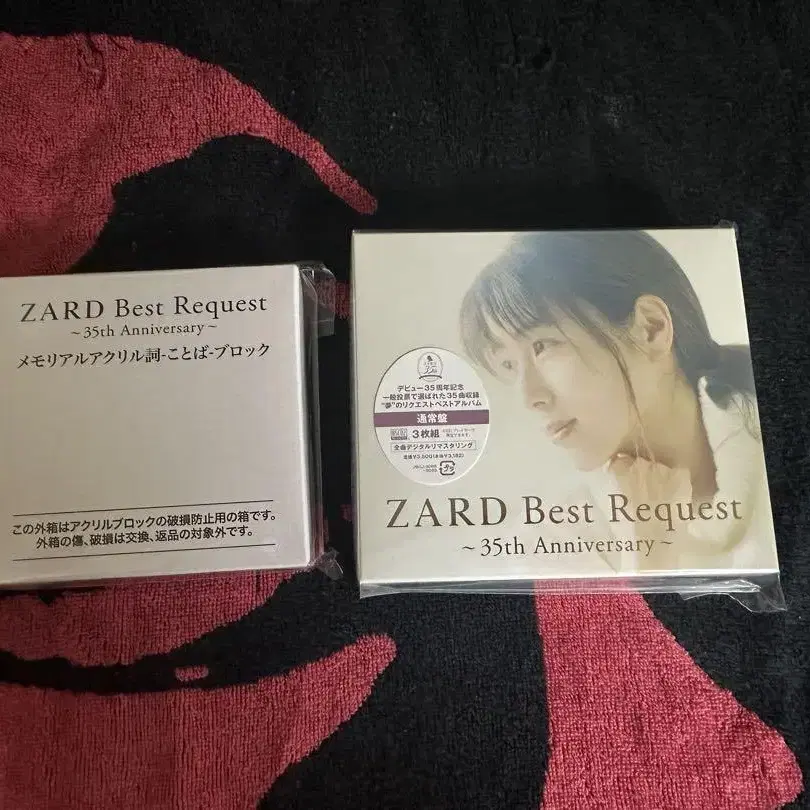 ZARD Best Request
～35th Anniversary～
メモリアルアクリル詞-ことば-ブロック
この外箱はアクリルブロックの破損防止用の箱です。
外箱の傷、破損は交換、返品の対象外です。
デビュー35周年記念
一般投票で選ばれた35曲収録
"夢"のリクエストベストアルバム
通常盤
3枚組
全曲デジタルリマスタリング
ZARD Best Request
～35th Anniversary～